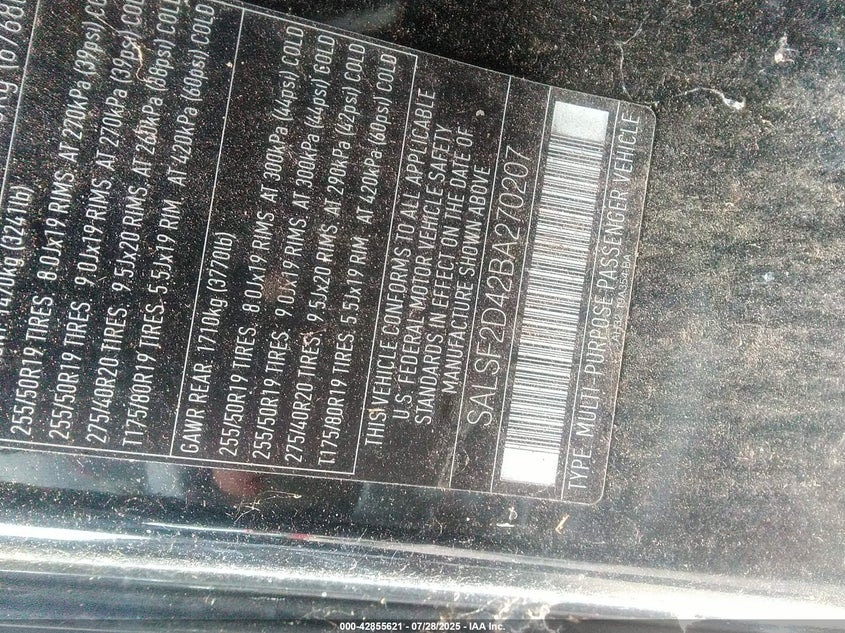 255/50R19 TIRES, 8.0Jx19 RIMS, AT 220kPa (39psi) CO
255/50R19 TIRES, 9.0Jx19 RIMS, AT 270kPa (39psi) COL
275/40R20 TIRES, 9.5Jx20 RIMS, AT 260kPa (38psi) COLD
T175/80R19 TIRES, 5.5Jx19 RIM, AT 420kPa (60psi) COLD
GAWR REAR: 1710kg (3770lb)
255/50R19 TIRES, 8.0Jx19 RIMS, AT 300kPa (44psi) COLD
255/50R19 TIRES, 9.0Jx19 RIMS, AT 300kPa (44psi) COLD
275/40R20 TIRES, 9.5Jx20 RIMS, AT 290kPa (42psi) COLD
T175/80R19 TIRES, 5.5Jx19 RIM, AT 420kPa (60psi) COLD
THIS VEHICLE CONFORMS TO ALL APPLICABLE
U.S. FEDERAL MOTOR VEHICLE SAFETY
STANDARDS IN EFFECT ON THE DATE OF
MANUFACTURE SHOWN ABOVE
SALSF2D42BA270207
TYPE: MULTI-PURPOSE PASSENGER VEHICLE
000-42855621 / 07/28/2025 - IAA Inc.